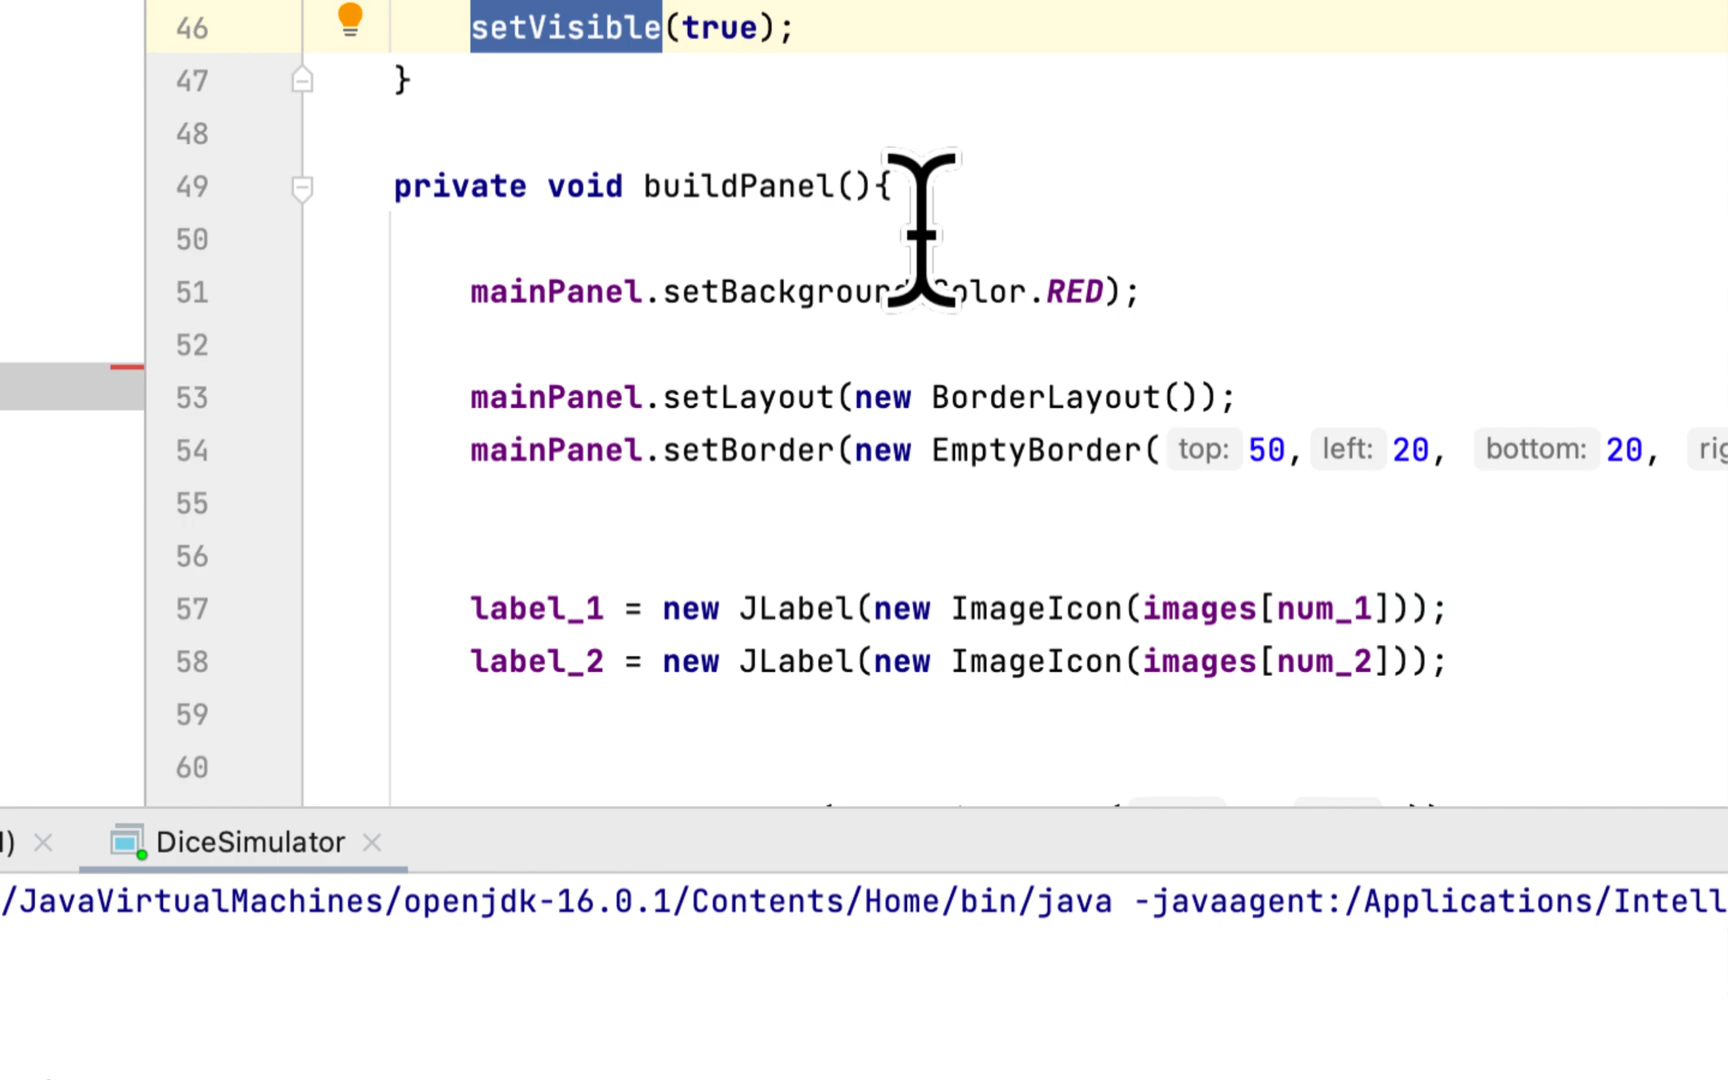 46 setVisible(true);
47 }
48
49 private void buildPanel(){
50
51 mainPanel.setBackground(Color.RED);
52
53 mainPanel.setLayout(new BorderLayout());
54 mainPanel.setBorder(new EmptyBorder( top: 50, left: 20, bottom: 20,
55
56
57 label_1 = new JLabel(new ImageIcon(images[num_1]));
58 label_2 = new JLabel(new ImageIcon(images[num_2]));
59
60
DiceSimulator
/JavaVirtualMachines/openjdk-16.0.1/Contents/Home/bin/java -javaagent:/Applications/Intell